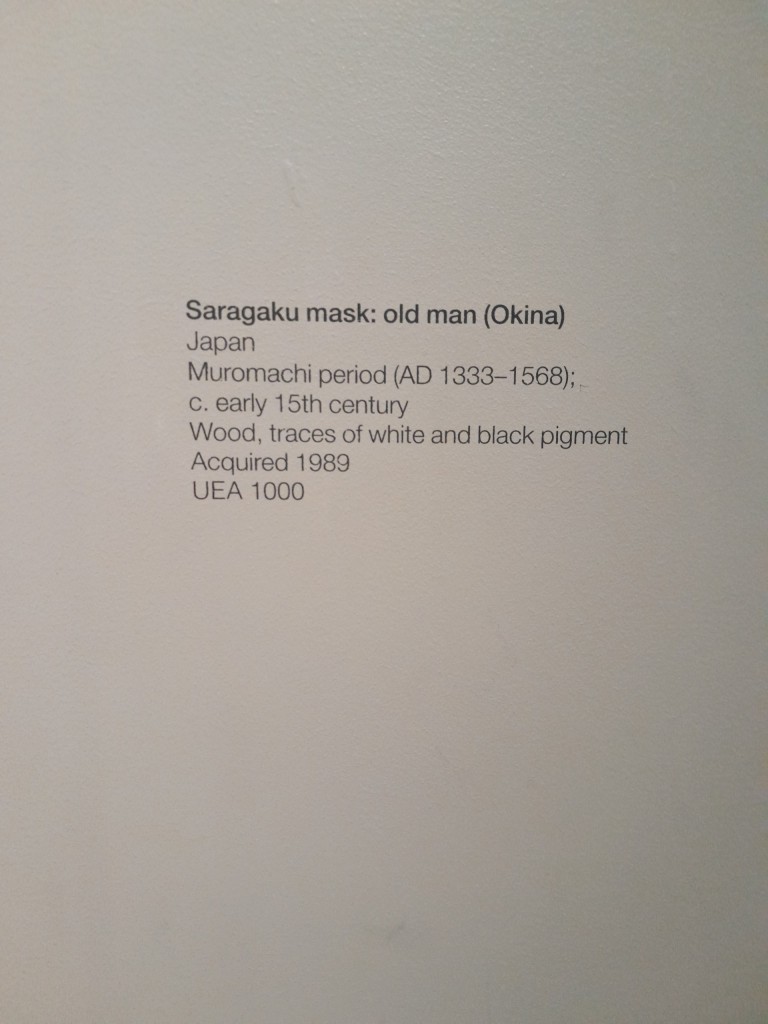 Saragaku mask: old man (Okina)
Japan
Muromachi period (AD 1333–1568);
c. early 15th century
Wood, traces of white and black pigment
Acquired 1989
UEA 1000